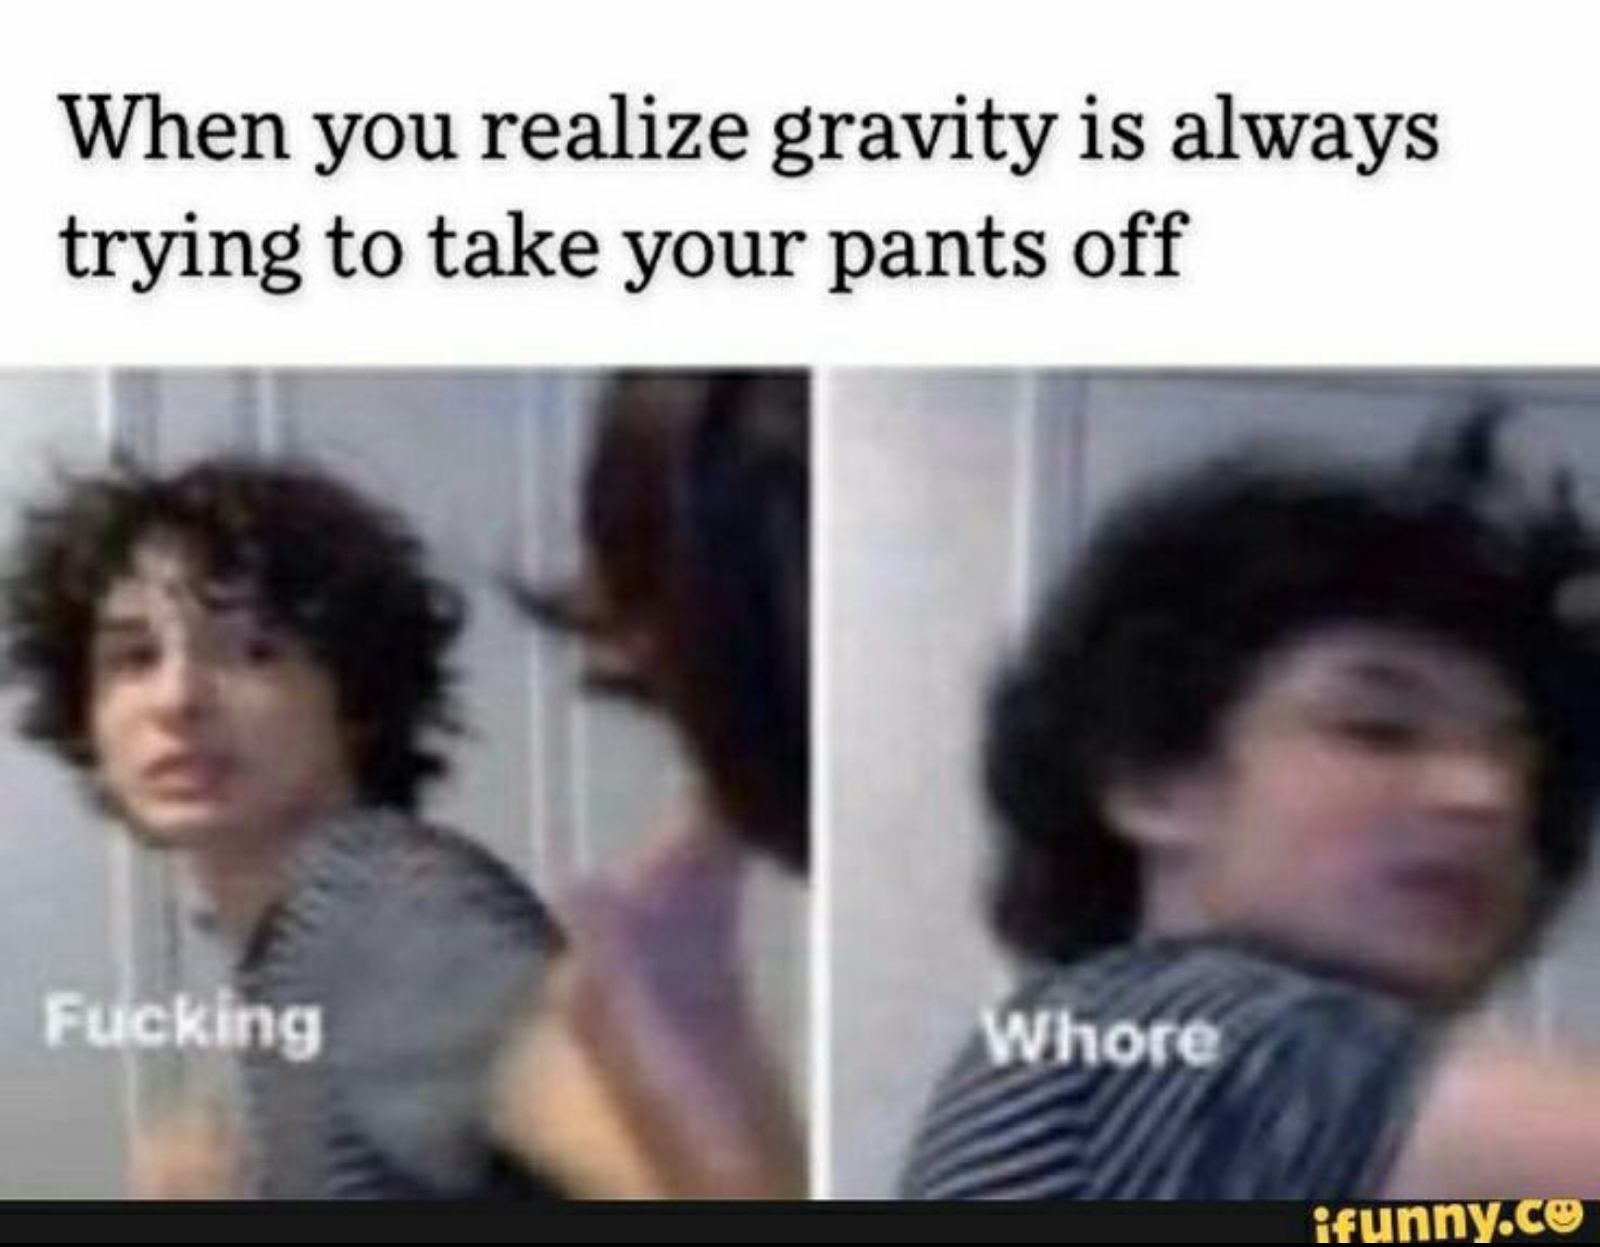 When you realize gravity is always
trying to take your pants off
Fucking
Whore
ifunny.co